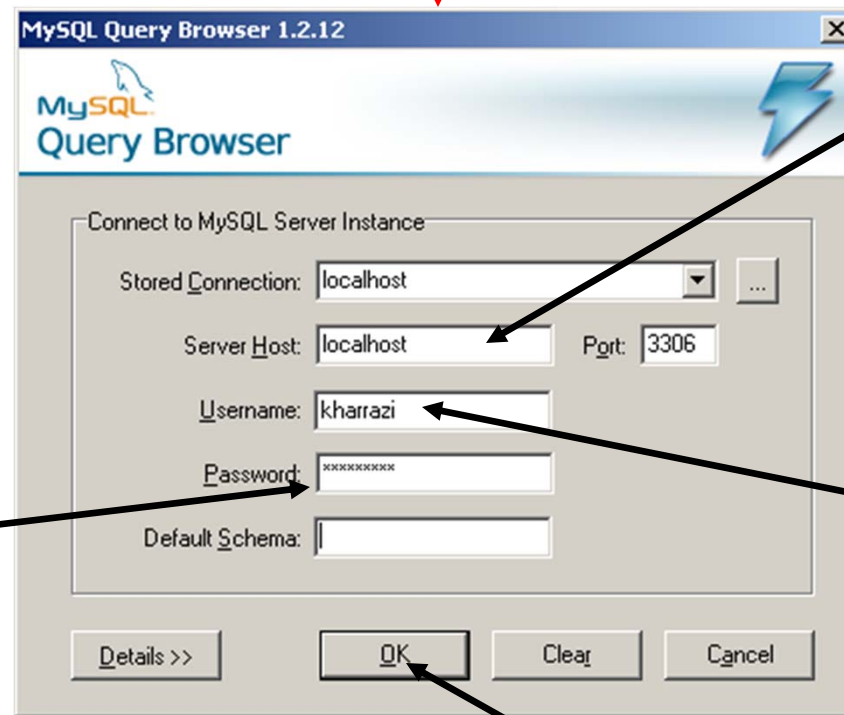 MySQL Query Browser 1.2.12
MySQL
Query Browser
Connect to MySQL Server Instance
Stored Connection: localhost ...
Server Host: localhost Port: 3306
Username: kharrazi
Password: *********
Default Schema:
Details >> OK Clear Cancel